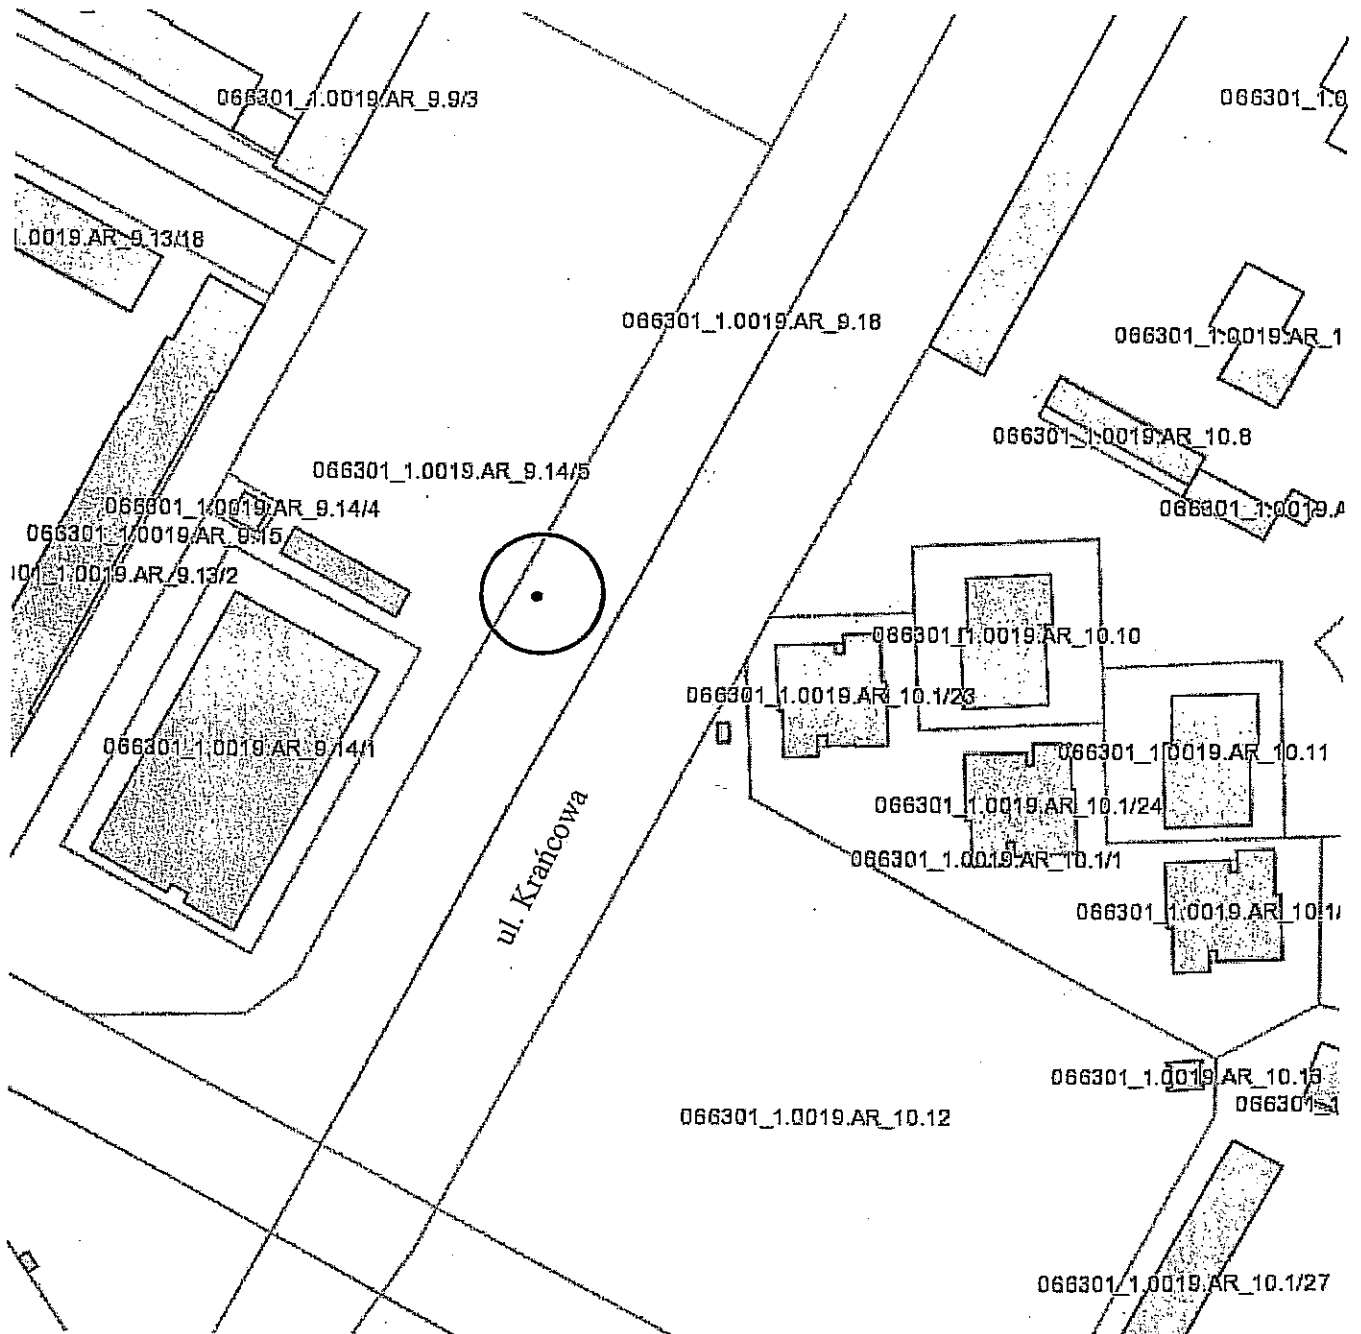 066301_1.0019.AR_9.9/3
066301_1.0
1.0019.AR_9.13/18
066301_1.0019.AR_9.18
066301_1.0019.AR_1
066301_1.0019.AR_10.8
066301_1.0019.AR_9.14/5
066301_1.0019.AR_9.14/4
066301_1.0019.A
066301_1.0019.AR_9.15
01_1.0019.AR_9.13/2
066301_1.0019.AR_10.10
066301_1.0019.AR_10.1/23
066301_1.0019.AR_9.14/1
066301_1.0019.AR_10.11
066301_1.0019.AR_10.1/24
066301_1.0019.AR_10.1/1
ul. Krańcowa
066301_1.0019.AR_10.1/
066301_1.0019.AR_10.13
066301_1
066301_1.0019.AR_10.12
066301_1.0019.AR_10.1/27